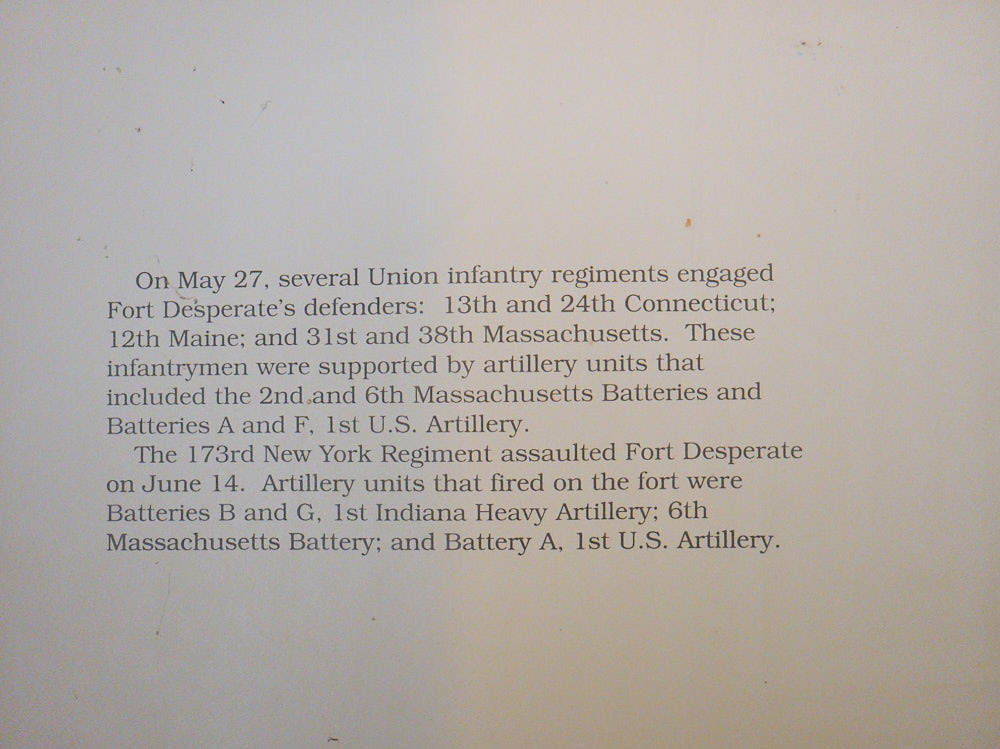 On May 27, several Union infantry regiments engaged
Fort Desperate's defenders: 13th and 24th Connecticut;
12th Maine; and 31st and 38th Massachusetts. These
infantrymen were supported by artillery units that
included the 2nd and 6th Massachusetts Batteries and
Batteries A and F, 1st U.S. Artillery.
The 173rd New York Regiment assaulted Fort Desperate
on June 14. Artillery units that fired on the fort were
Batteries B and G, 1st Indiana Heavy Artillery; 6th
Massachusetts Battery; and Battery A, 1st U.S. Artillery.